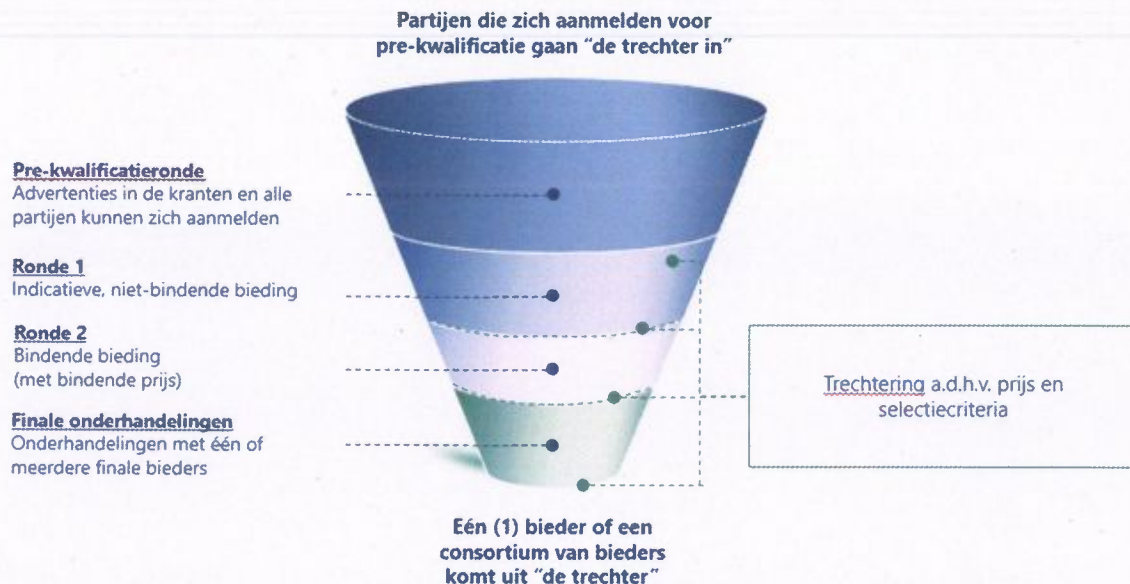 Partijen die zich aanmelden voor
pre-kwalificatie gaan “de trechter in”
Pre-kwalificatieronde
Advertenties in de kranten en alle
partijen kunnen zich aanmelden
Ronde 1
Indicatieve, niet-bindende bieding
Ronde 2
Bindende bieding
(met bindende prijs)
Finale onderhandelingen
Onderhandelingen met één of
meerdere finale bieders
Trechtering a.d.h.v. prijs en
selectiecriteria
Eén (1) bieder of een
consortium van bieders
komt uit “de trechter”